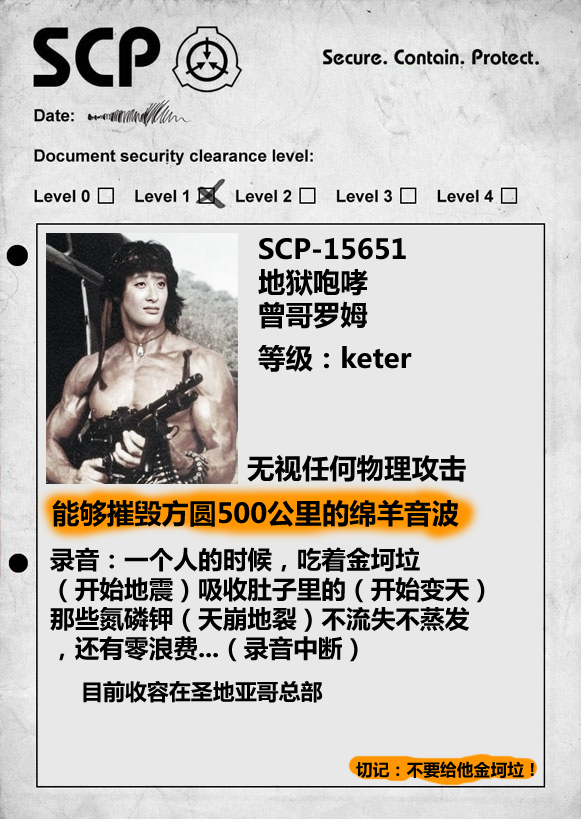 SCP
Secure. Contain. Protect.
Date:
Document security clearance level:
Level 0 Level 1 Level 2 Level 3 Level 4
SCP-15651
地狱咆哮
曾哥罗姆
等级：keter
无视任何物理攻击
能够摧毁方圆500公里的绵羊音波
录音：一个人的时候，吃着金坷垃
（开始地震）吸收肚子里的（开始变天）
那些氮磷钾（天崩地裂）不流失不蒸发
，还有零浪费...（录音中断）
目前收容在圣地亚哥总部
切记：不要给他金坷垃！